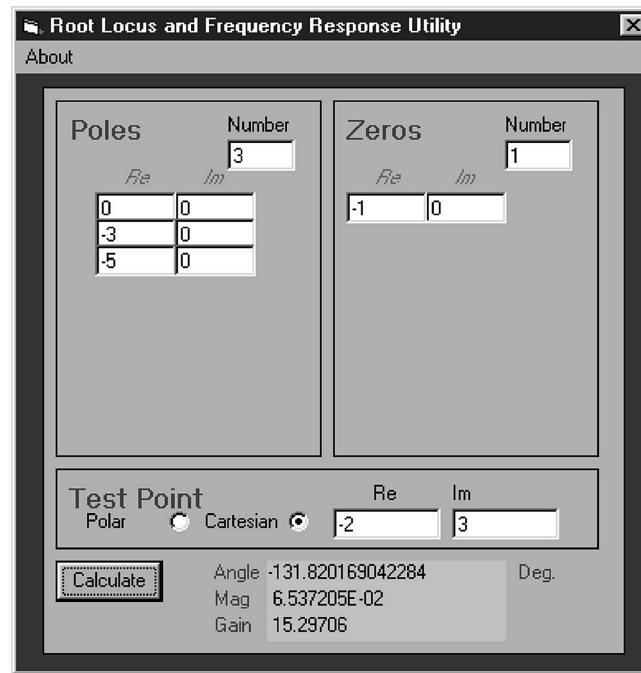 Root Locus and Frequency Response Utility
About
Poles
Number
3
Re Im
0 0
-3 0
-5 0
Zeros
Number
1
Re Im
-1 0
Test Point
Re Im
Polar Cartesian -2 3
Calculate
Angle -131.820169042284 Deg.
Mag 6.537205E-02
Gain 15.29706